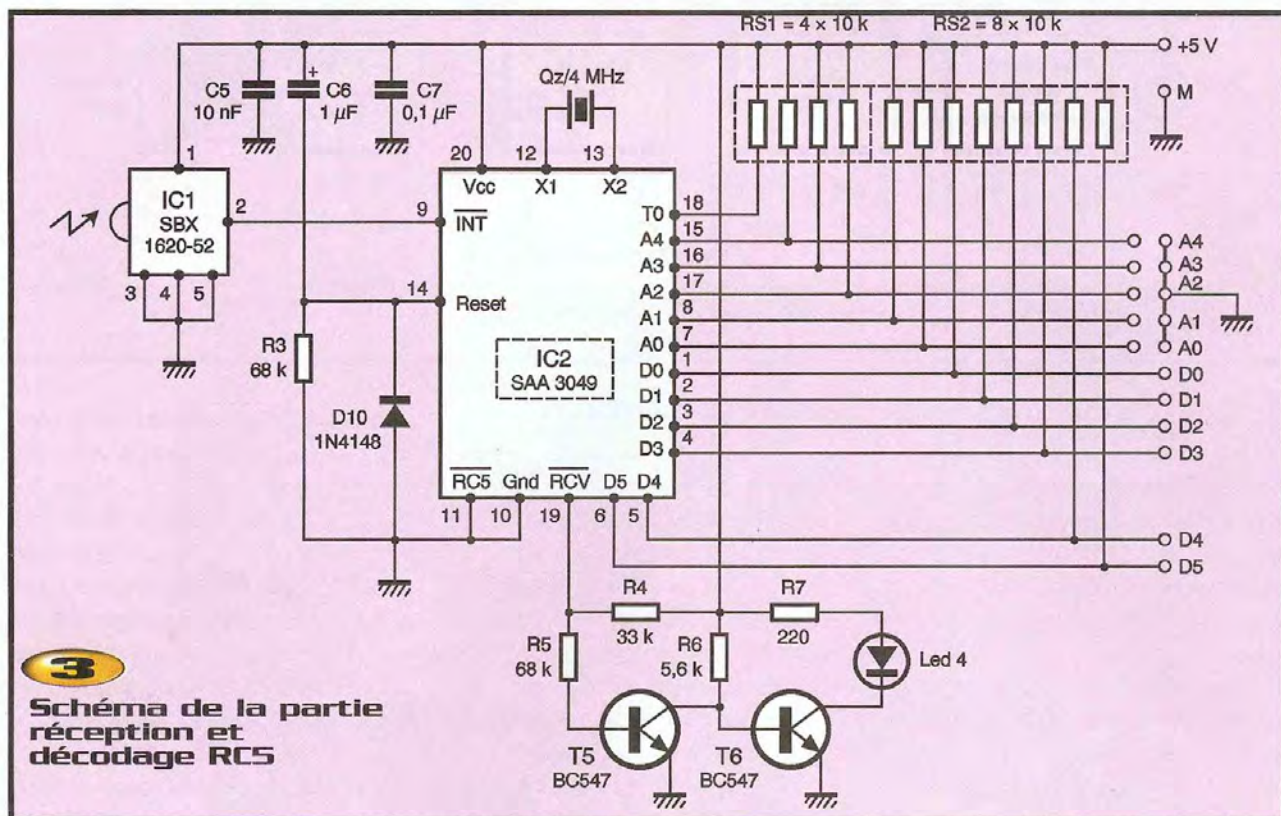 RS1 = 4 × 10 k
RS2 = 8 × 10 k
+5 V
M
C5
10 nF
+
C6
1 µF
C7
0,1 µF
Qz/4 MHz
1
20
12
13
Vcc
X1
X2
IC1
SBX
1620-52
2
9
INT
3
4
5
14
Reset
R3
68 k
D10
1N4148
IC2
SAA 3049
T0
18
A4
15
A3
16
A2
17
A1
8
A0
7
D0
1
D1
2
D2
3
D3
4
A4
A3
A2
A1
A0
D0
D1
D2
D3
D4
D5
RC5
Gnd
RCV
D5
D4
11
10
19
6
5
R4
33 k
R7
220
R5
68 k
R6
5,6 k
Led 4
T5
BC547
T6
BC547
3
Schéma de la partie
réception et
décodage RC5